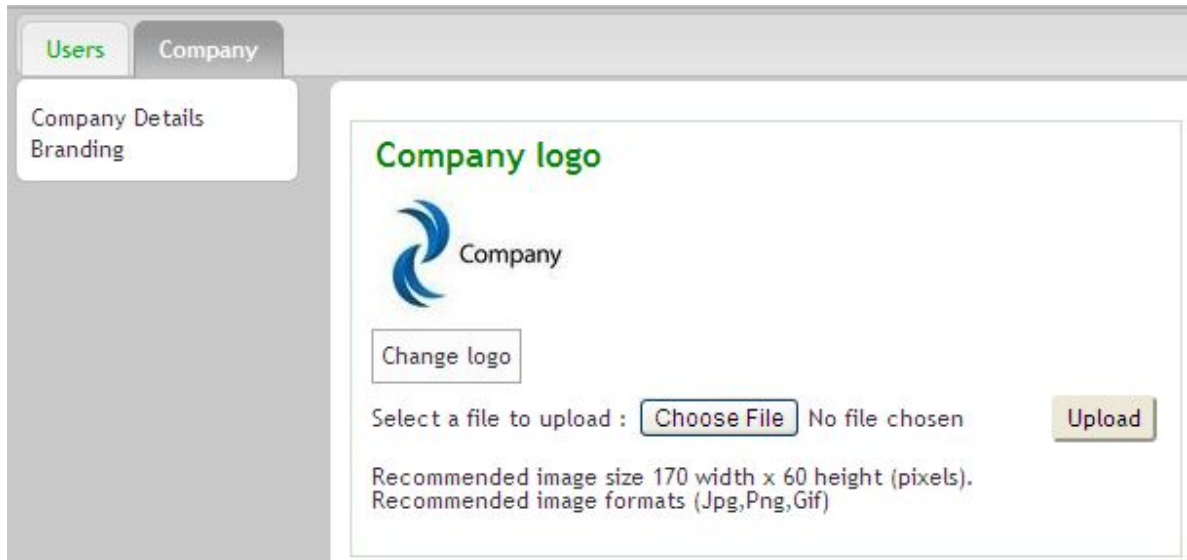 Users
Company
Company Details
Branding
Company logo
Company
Change logo
Select a file to upload : Choose File No file chosen Upload
Recommended image size 170 width x 60 height (pixels).
Recommended image formats (Jpg,Png,Gif)